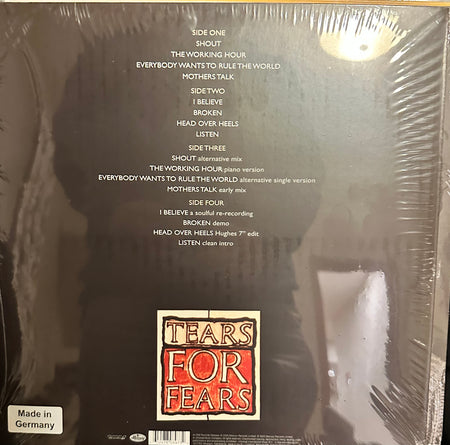 SIDE ONE
SHOUT
THE WORKING HOUR
EVERYBODY WANTS TO RULE THE WORLD
MOTHERS TALK
SIDE TWO
I BELIEVE
BROKEN
HEAD OVER HEELS
LISTEN
SIDE THREE
SHOUT alternative mix
THE WORKING HOUR piano version
EVERYBODY WANTS TO RULE THE WORLD alternative single version
MOTHERS TALK early mix
SIDE FOUR
I BELIEVE a soulful re-recording
BROKEN demo
HEAD OVER HEELS Hughes 7" edit
LISTEN clean intro
TEARS
FOR
FEARS
Made in
Germany